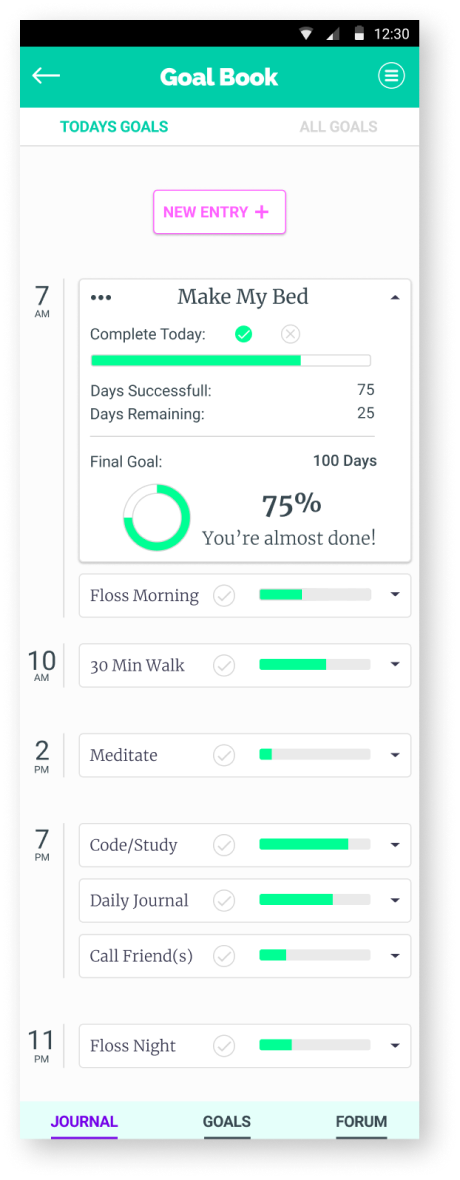 12:30
Goal Book
TODAYS GOALS ALL GOALS
NEW ENTRY +
7 AM
••• Make My Bed
Complete Today:
Days Successfull: 75
Days Remaining: 25
Final Goal: 100 Days
75%
You’re almost done!
Floss Morning
10 AM
30 Min Walk
2 PM
Meditate
7 PM
Code/Study
Daily Journal
Call Friend(s)
11 PM
Floss Night
JOURNAL GOALS FORUM